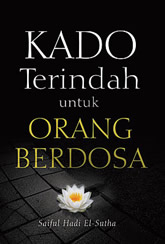 KADO
Terindah
untuk
ORANG
BERDOSA
Saiful Hadi El-Sutha